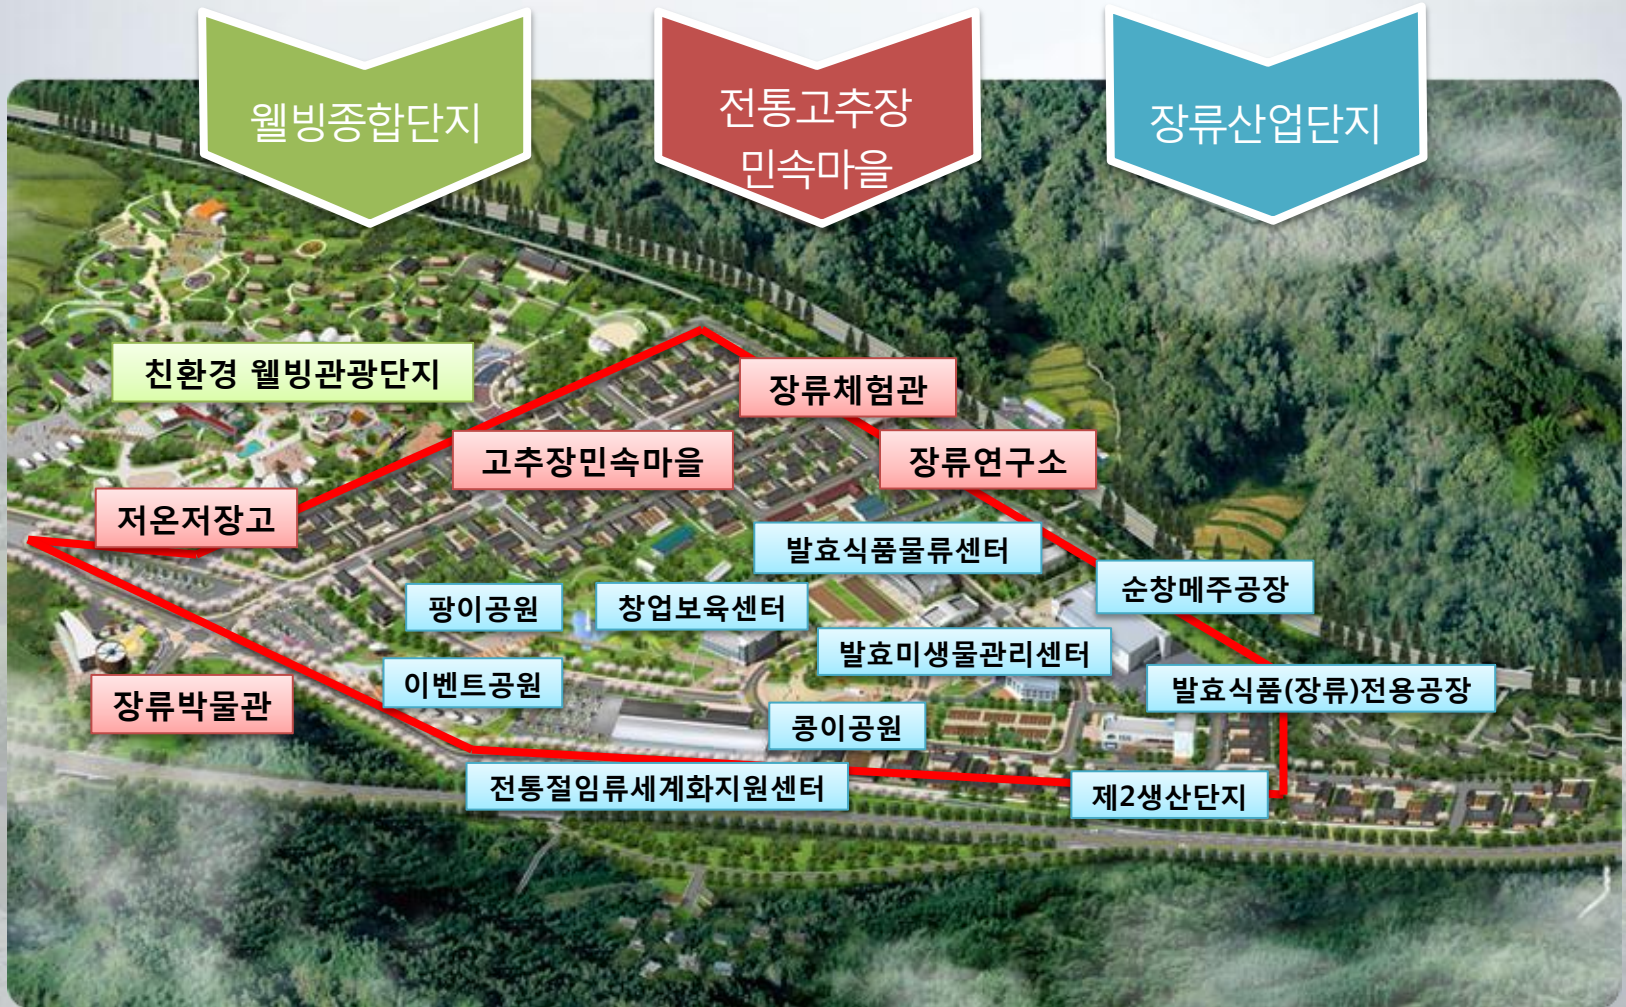 웰빙종합단지
전통고추장
민속마을
장류산업단지
친환경 웰빙관광단지
장류체험관
고추장민속마을
장류연구소
저온저장고
발효식품물류센터
순창메주공장
팡이공원
창업보육센터
발효미생물관리센터
이벤트공원
발효식품(장류)전용공장
장류박물관
콩이공원
전통절임류세계화지원센터
제2생산단지